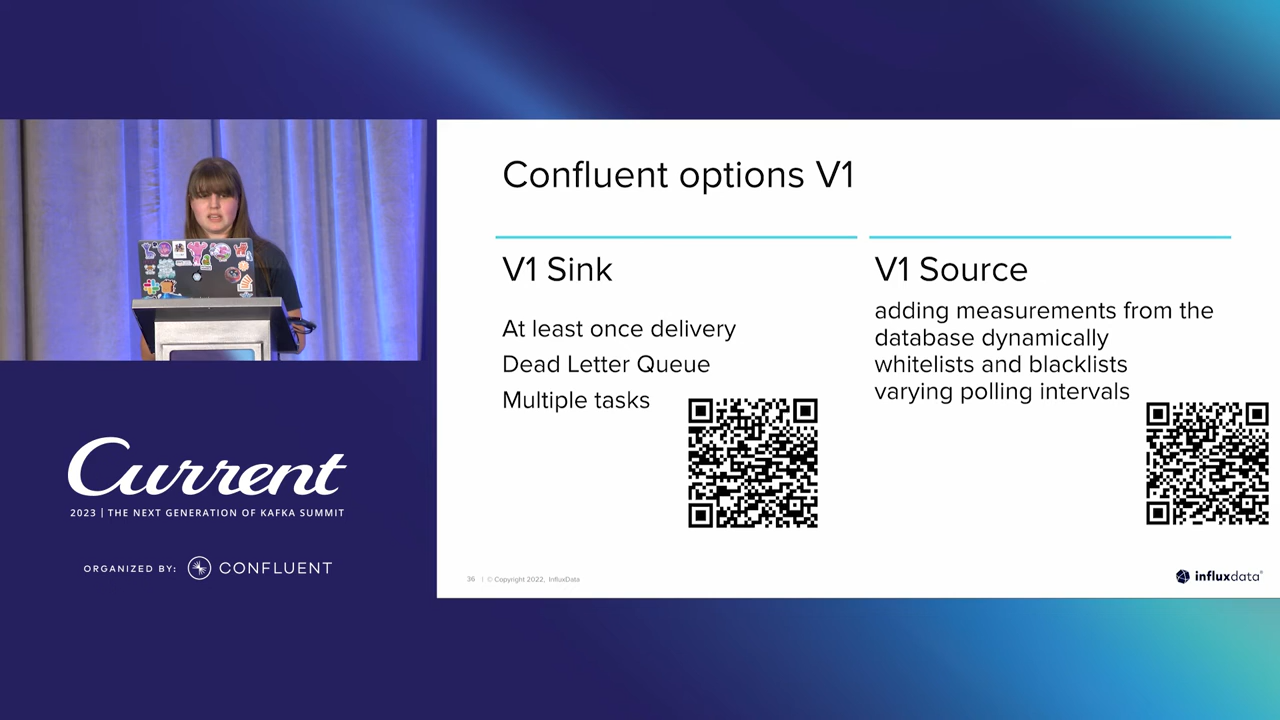 Confluent options V1
V1 Sink
At least once delivery
Dead Letter Queue
Multiple tasks
V1 Source
adding measurements from the
database dynamically
whitelists and blacklists
varying polling intervals
36 | © Copyright 2022, InfluxData
influxdata®
Current
2023 | THE NEXT GENERATION OF KAFKA SUMMIT
ORGANIZED BY: CONFLUENT